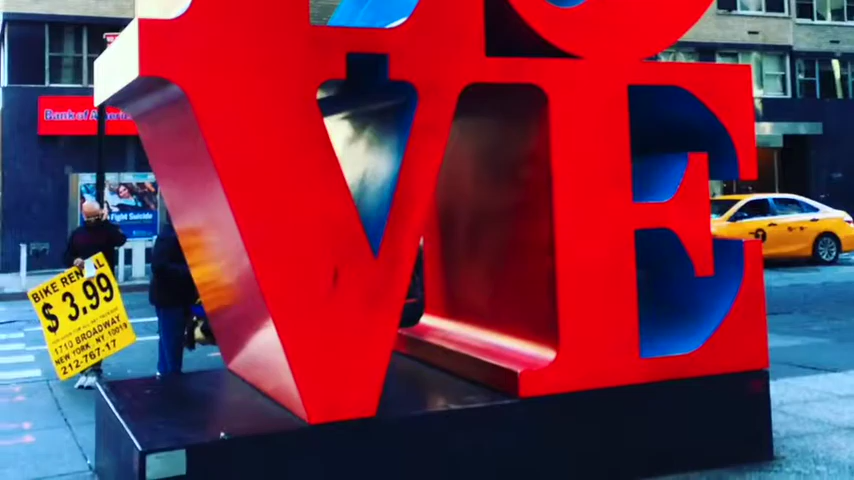 VE
Bank of America
Fight Suicide
BIKE RENTAL
$3.99
1710 BROADWAY
NEW YORK, NY, 10019
212-767-17